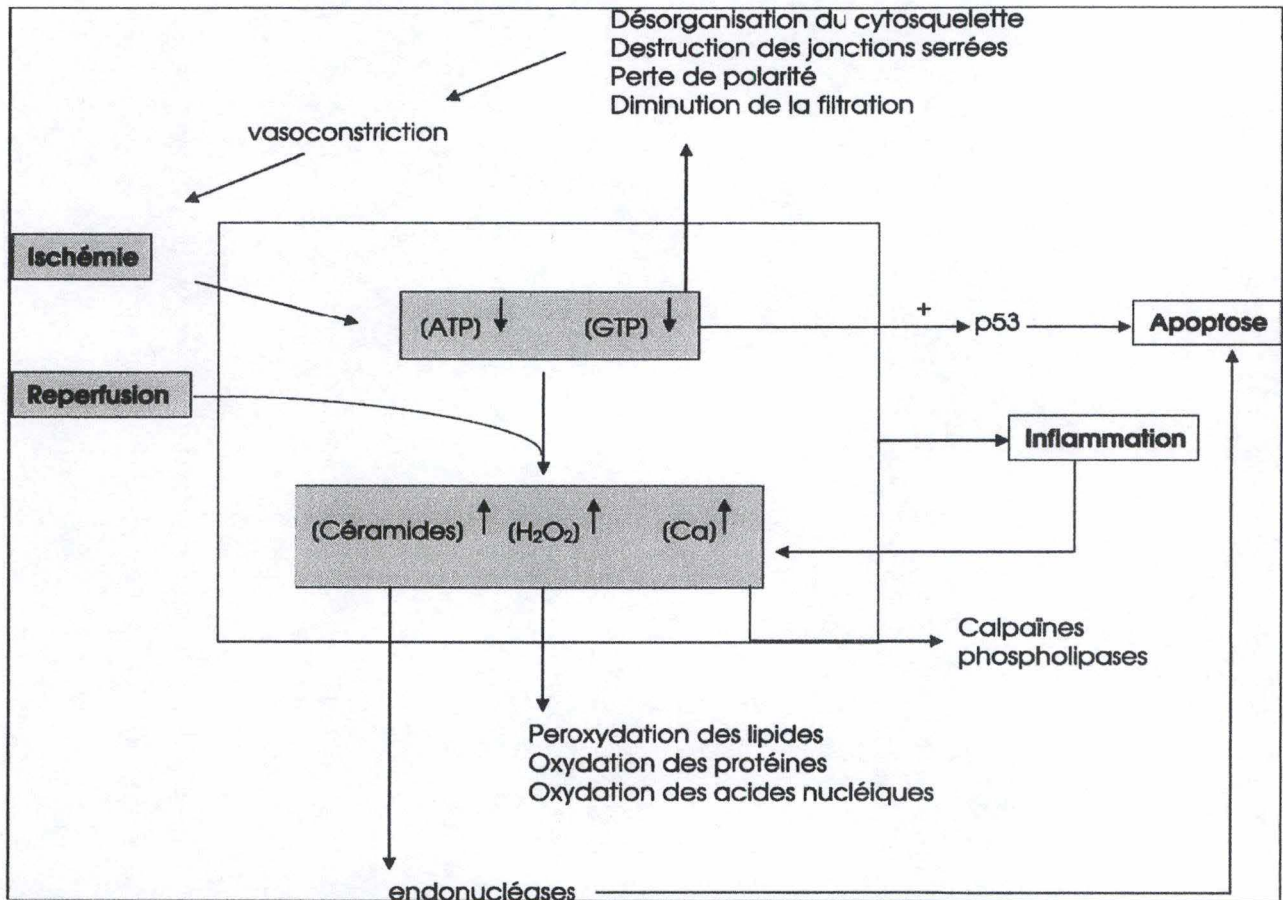 Désorganisation du cytosquelette
Destruction des jonctions serrées
Perte de polarité
Diminution de la filtration
vasoconstriction
Ischémie
(ATP)
(GTP)
+
p53
Apoptose
Reperfusion
Inflammation
(Céramides)
(H₂O₂)
(Ca)
Calpaïnes
phospholipases
Peroxydation des lipides
Oxydation des protéines
Oxydation des acides nucléiques
endonucléases